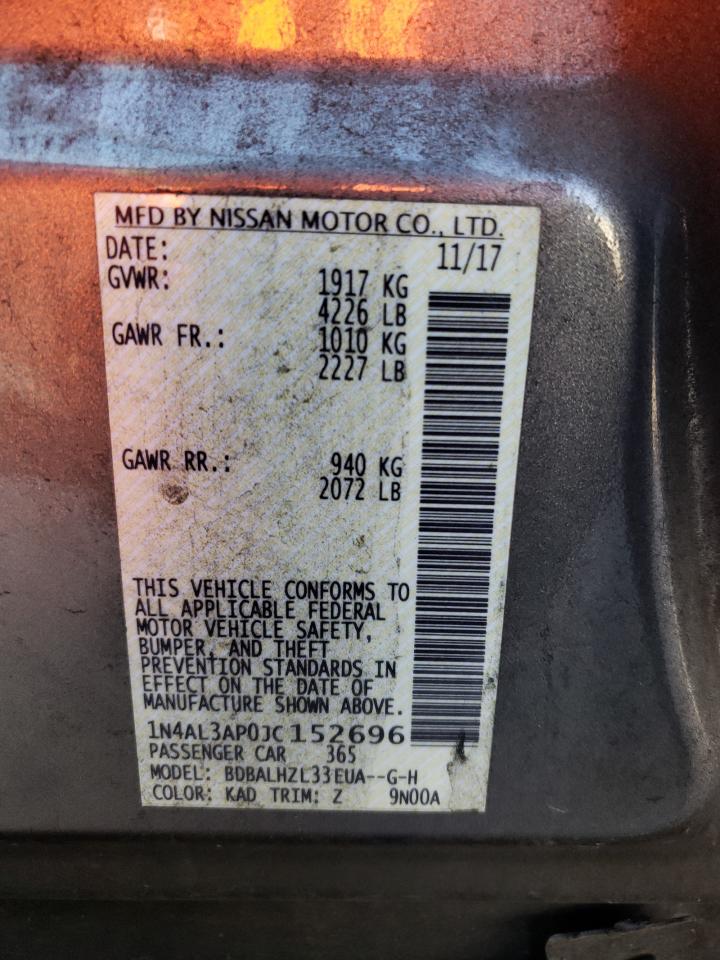 MFD BY NISSAN MOTOR CO., LTD.
DATE: 11/17
GVWR: 1917 KG
4226 LB
GAWR FR.: 1010 KG
2227 LB
GAWR RR.: 940 KG
2072 LB
THIS VEHICLE CONFORMS TO
ALL APPLICABLE FEDERAL
MOTOR VEHICLE SAFETY,
BUMPER, AND THEFT
PREVENTION STANDARDS IN
EFFECT ON THE DATE OF
MANUFACTURE SHOWN ABOVE.
1N4AL3AP0JC152696
PASSENGER CAR 365
MODEL: BDBALHZL33EUA--G-H
COLOR: KAD TRIM: Z 9N00A